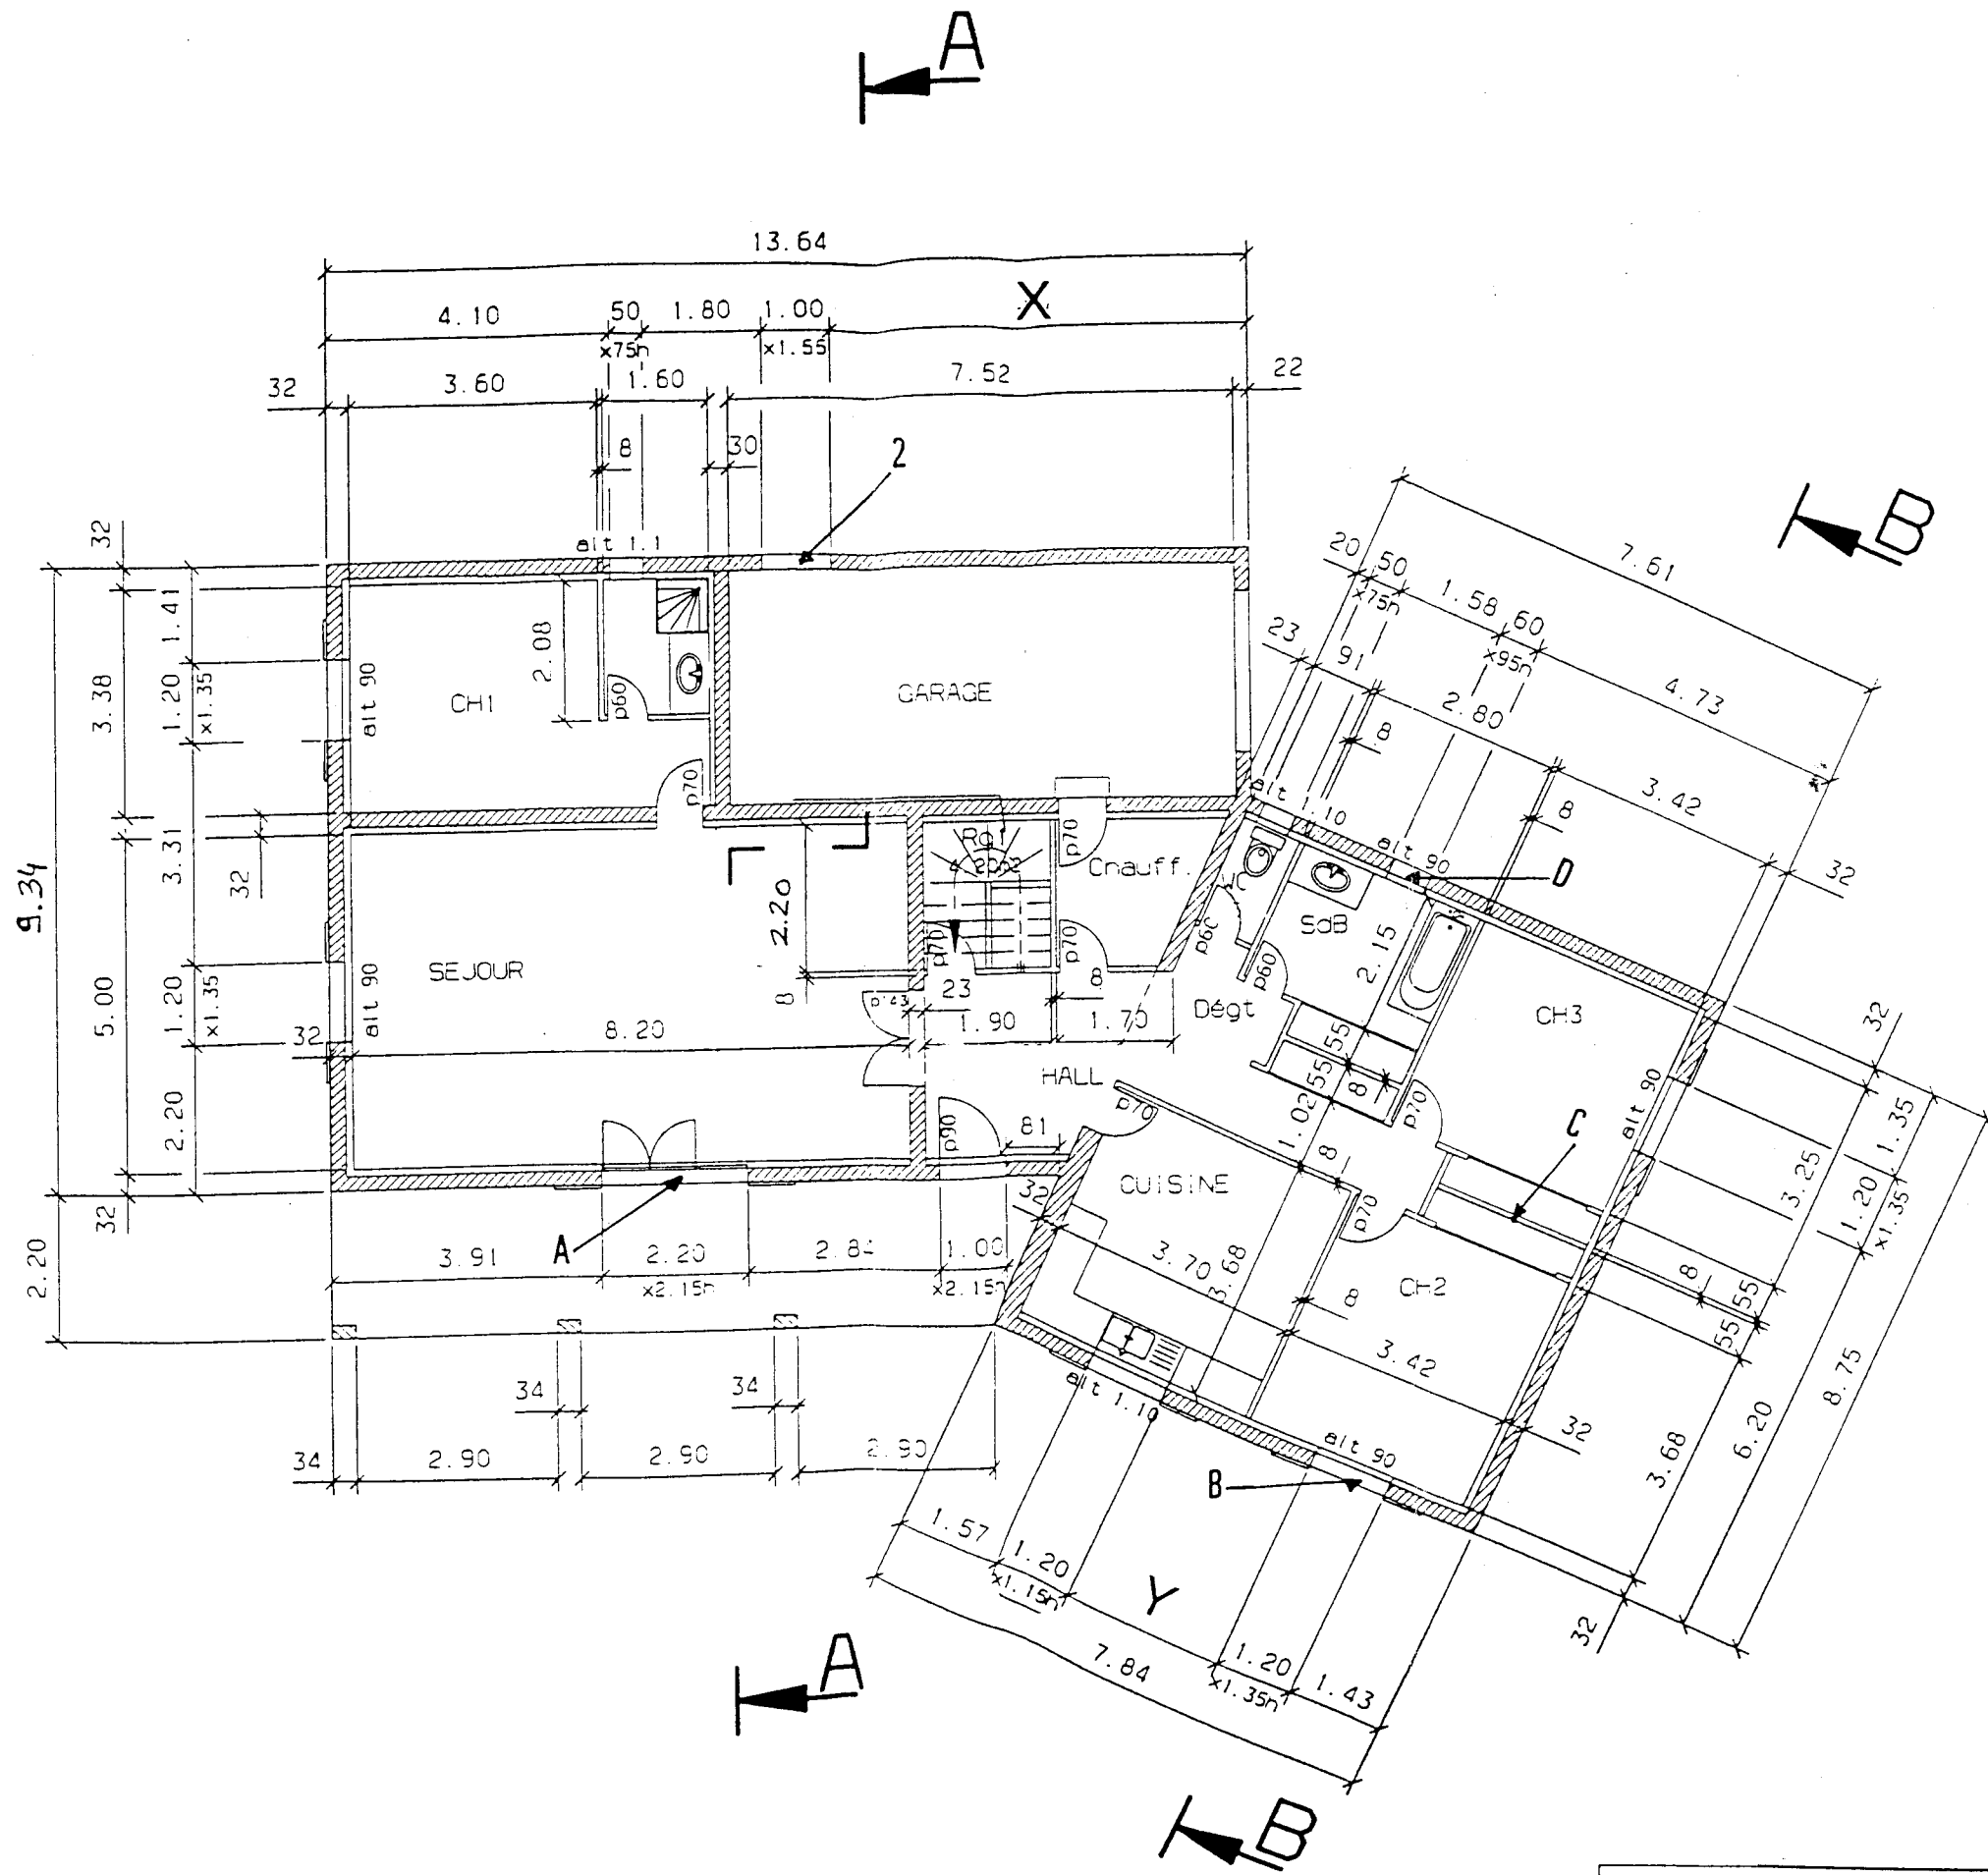 A
13.64
4.10 50 1.80 1.00 X
x75h x1.55
32 3.60 1.60 7.52 22
8 30 2
B
7.61
20 50 1.58 60 4.73
x75h x95h
23 91 2.80 3.42
8 8 32
alt 1.1
32
1.41
3.38
1.20
x1.35
alt 90
CH1
2.08
p60
GARAGE
p70
alt 1.10
alt 90
D
9.34
3.31
32
2.20
Rg1
p70
Chauff.
WC
SdB
2.15
p60
p60
SEJOUR
p70
p70
5.00
1.20
x1.35
alt 90
8
23
8
Dégt
CH3
32
8.20
1.90
1.70
55
55
8
HALL
p70
p70
32
2.20
p90
81
1.02
alt 90
C
1.35
3.25
1.20
x1.35
CUISINE
8
p70
32
32
A
3.91 2.20 2.84 1.00
x2.15h x2.15h
3.70
3.68
8
CH2
8
55
55
2.20
3.42
32
8.75
6.20
3.68
34 34
34 2.90 2.90 2.90
alt 1.10
alt 90
B
1.57
1.20
x1.15h
Y
1.20
x1.35h
1.43
7.84
32
A
B